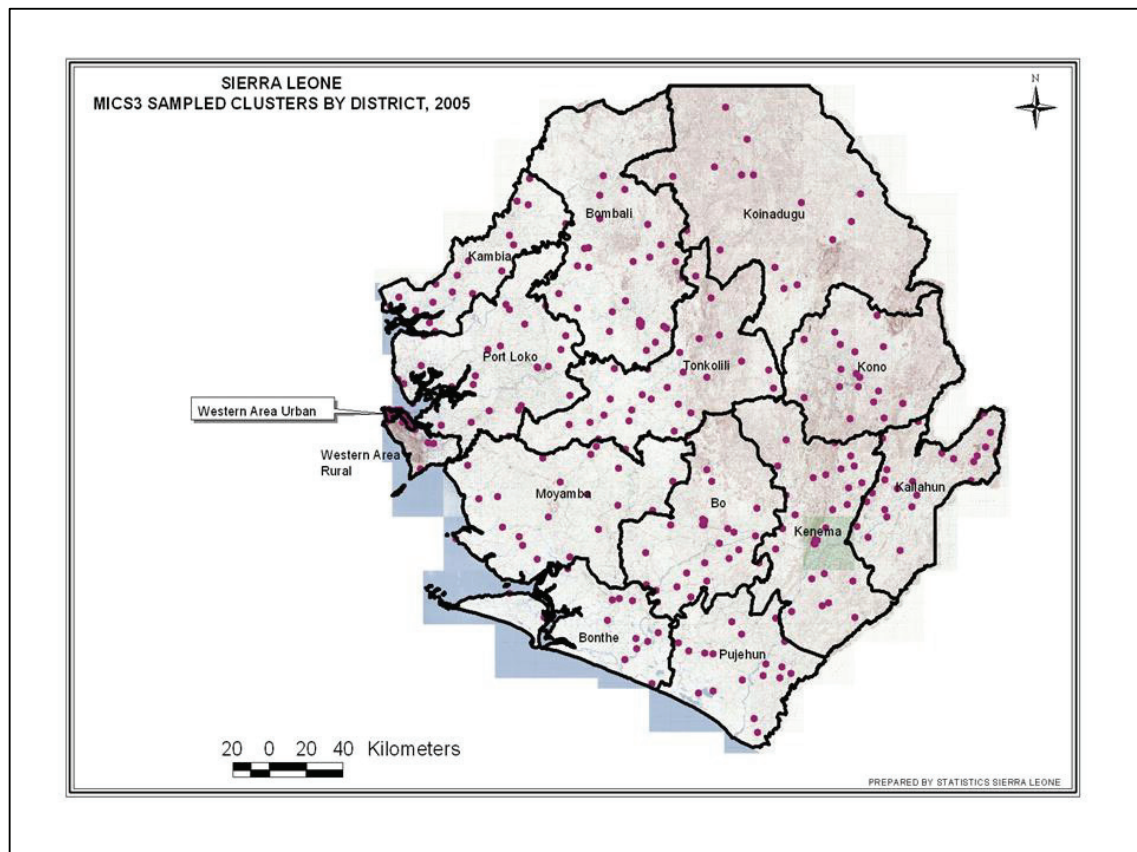 SIERRA LEONE
MICS3 SAMPLED CLUSTERS BY DISTRICT, 2005
N
Bombali
Koinadugu
Kambia
Port Loko
Tonkolili
Kono
Western Area Urban
Western Area
Rural
Moyamba
Bo
Kenema
Kailahun
Bonthe
Pujehun
20 0 20 40 Kilometers
PREPARED BY STATISTICS SIERRA LEONE